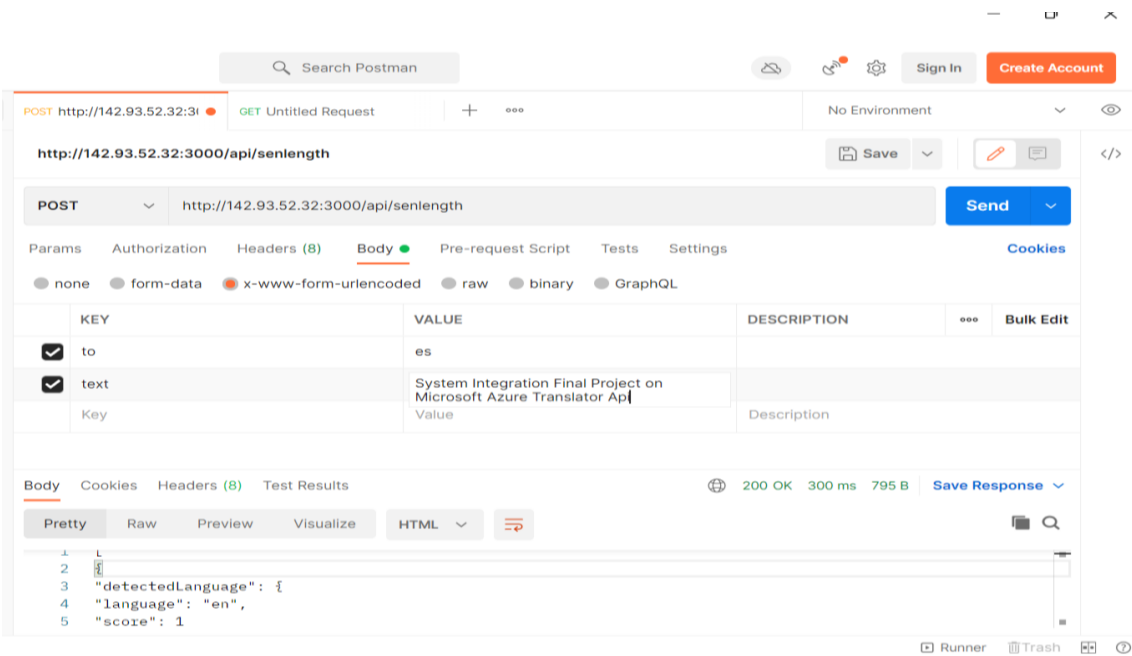 Search Postman
Sign In
Create Account
POST http://142.93.52.32:3(
GET Untitled Request
No Environment
http://142.93.52.32:3000/api/senlength
Save
POST
http://142.93.52.32:3000/api/senlength
Send
Params Authorization Headers (8) Body Pre-request Script Tests Settings Cookies
none form-data x-www-form-urlencoded raw binary GraphQL
KEY VALUE DESCRIPTION Bulk Edit
to es
text System Integration Final Project on
Microsoft Azure Translator Api
Key Value Description
Body Cookies Headers (8) Test Results 200 OK 300 ms 795 B Save Response
Pretty Raw Preview Visualize HTML
1 [
2 {
3 "detectedLanguage": {
4 "language": "en",
5 "score": 1
Runner Trash